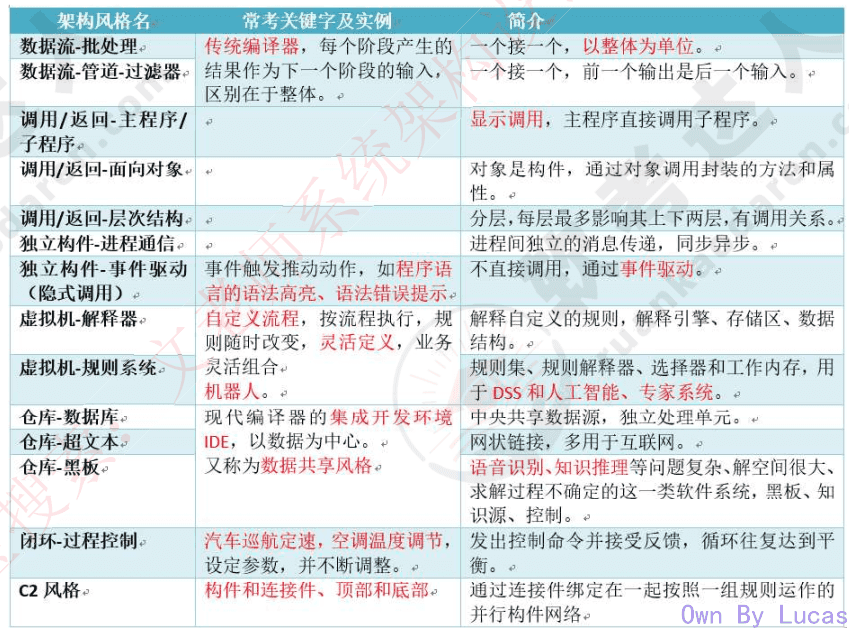 架构风格名 常考关键字及实例 简介
数据流-批处理 传统编译器，每个阶段产生的 一个接一个，以整体为单位。
数据流-管道-过滤器 结果作为下一个阶段的输入， 一个接一个，前一个输出是后一个输入。
区别在于整体。
调用/返回-主程序/ 显示调用，主程序直接调用子程序。
子程序
调用/返回-面向对象 对象是构件，通过对象调用封装的方法和属
性。
调用/返回-层次结构 分层，每层最多影响其上下两层，有调用关系。
独立构件-进程通信 进程间独立的消息传递，同步异步。
独立构件-事件驱动 事件触发推动动作，如程序语 不直接调用，通过事件驱动。
（隐式调用） 言的语法高亮、语法错误提示
虚拟机-解释器 自定义流程，按流程执行，规 解释自定义的规则，解释引擎、存储区、数据
则随时改变，灵活定义，业务 结构。
虚拟机-规则系统 灵活组合 规则集、规则解释器、选择器和工作内存，用
机器人。 于 DSS 和人工智能、专家系统。
仓库-数据库 现代编译器的集成开发环境 中央共享数据源，独立处理单元。
仓库-超文本 IDE，以数据为中心。 网状链接，多用于互联网。
仓库-黑板 又称为数据共享风格 语音识别、知识推理等问题复杂、解空间很大、
求解过程不确定的这一类软件系统，黑板、知
识源、控制。
闭环-过程控制 汽车巡航定速，空调温度调节， 发出控制命令并接受反馈，循环往复达到平
设定参数，并不断调整。 衡。
C2 风格 构件和连接件、顶部和底部 通过连接件绑定在一起按照一组规则运作的
并行构件网络
Own By Lucas